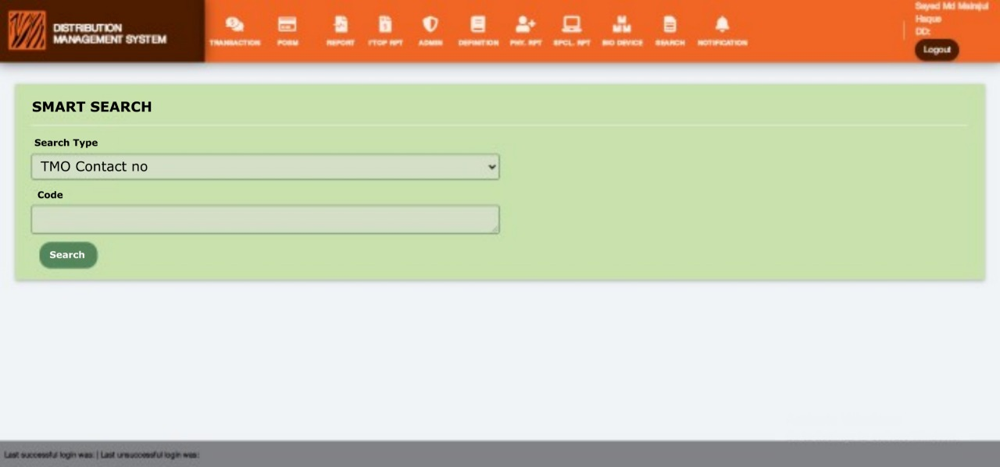 DISTRIBUTION
MANAGEMENT SYSTEM
TRANSACTION
FORM
REPORT
ITOP RPT
ADMIN
DEFINITION
PHY. RPT
SPCL. RPT
BIO DEVICE
SEARCH
NOTIFICATION
Sayed Md
Haque
DD:
Logout
SMART SEARCH
Search Type
TMO Contact no
Code
Search
Last successful login was: | Last unsuccessful login was: